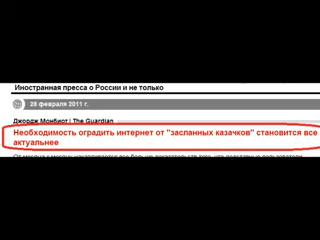 Иностранная пресса о России и не только
28 февраля 2011 г.
Джордж Монбиот | The Guardian
Необходимость оградить интернет от "засланных казачков" становится все
актуальнее